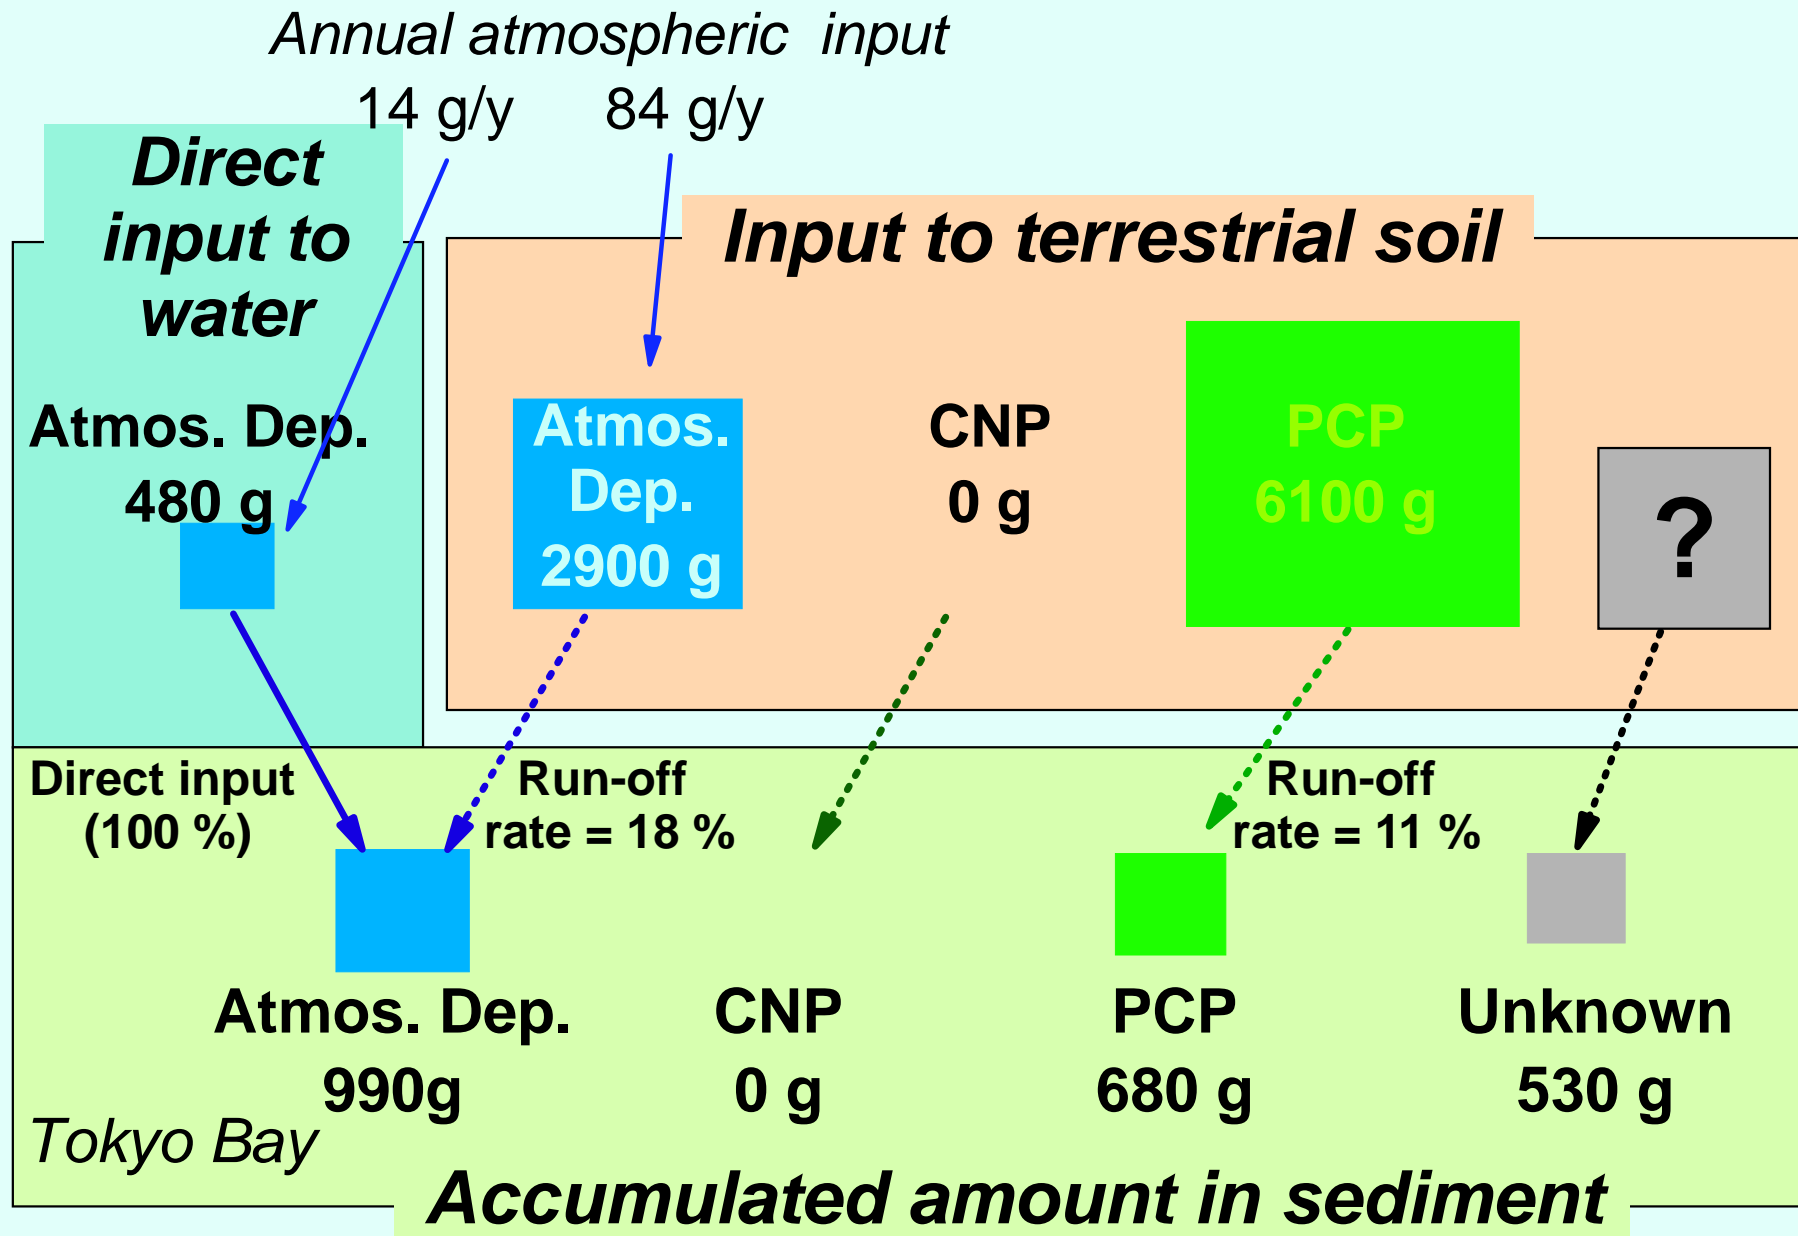 Annual atmospheric input
14 g/y 84 g/y
Direct
input to
water
Input to terrestrial soil
Atmos. Dep.
480 g
Atmos.
Dep.
2900 g
CNP
0 g
PCP
6100 g
?
Direct input
(100 %)
Run-off
rate = 18 %
Run-off
rate = 11 %
Atmos. Dep.
990g
CNP
0 g
PCP
680 g
Unknown
530 g
Tokyo Bay
Accumulated amount in sediment